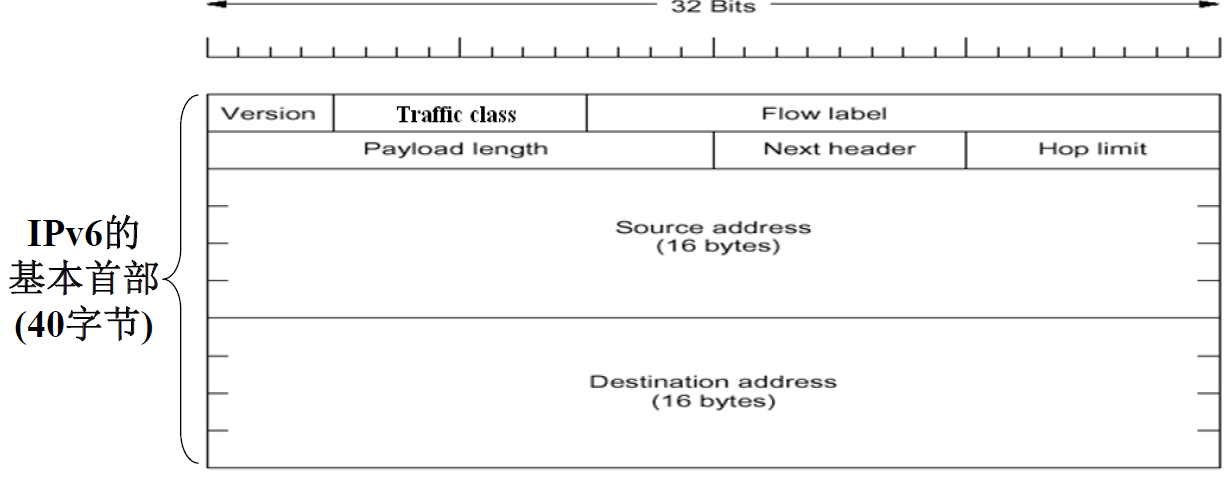 32 Bits
Version Traffic class Flow label
Payload length Next header Hop limit
Source address
(16 bytes)
IPv6的
基本首部
(40字节)
Destination address
(16 bytes)